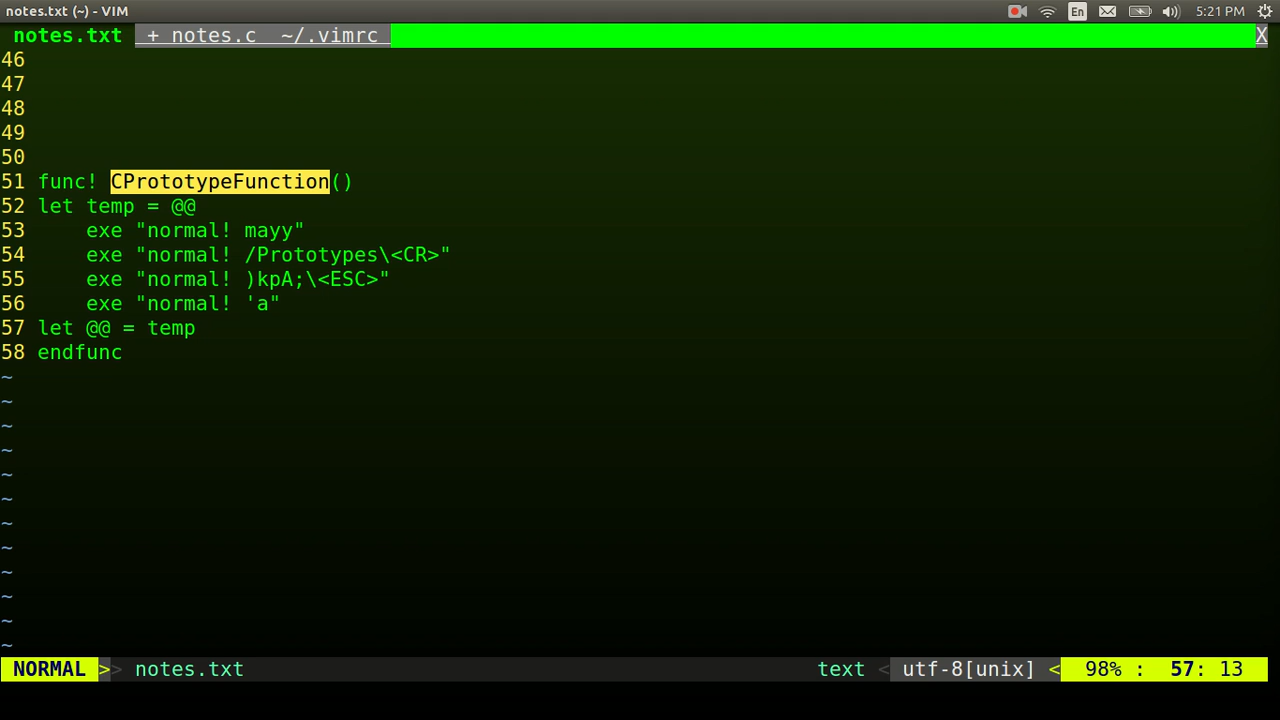 notes.txt (~) - VIM En 5:21 PM
notes.txt + notes.c ~/.vimrc X
46
47
48
49
50
51 func! CPrototypeFunction()
52 let temp = @@
53     exe "normal! mayy"
54     exe "normal! /Prototypes\<CR>"
55     exe "normal! )kpA;\<ESC>"
56     exe "normal! 'a"
57 let @@ = temp
58 endfunc
~
~
~
~
~
~
~
~
~
~
~
~
NORMAL >> notes.txt text < utf-8[unix] < 98% : 57: 13